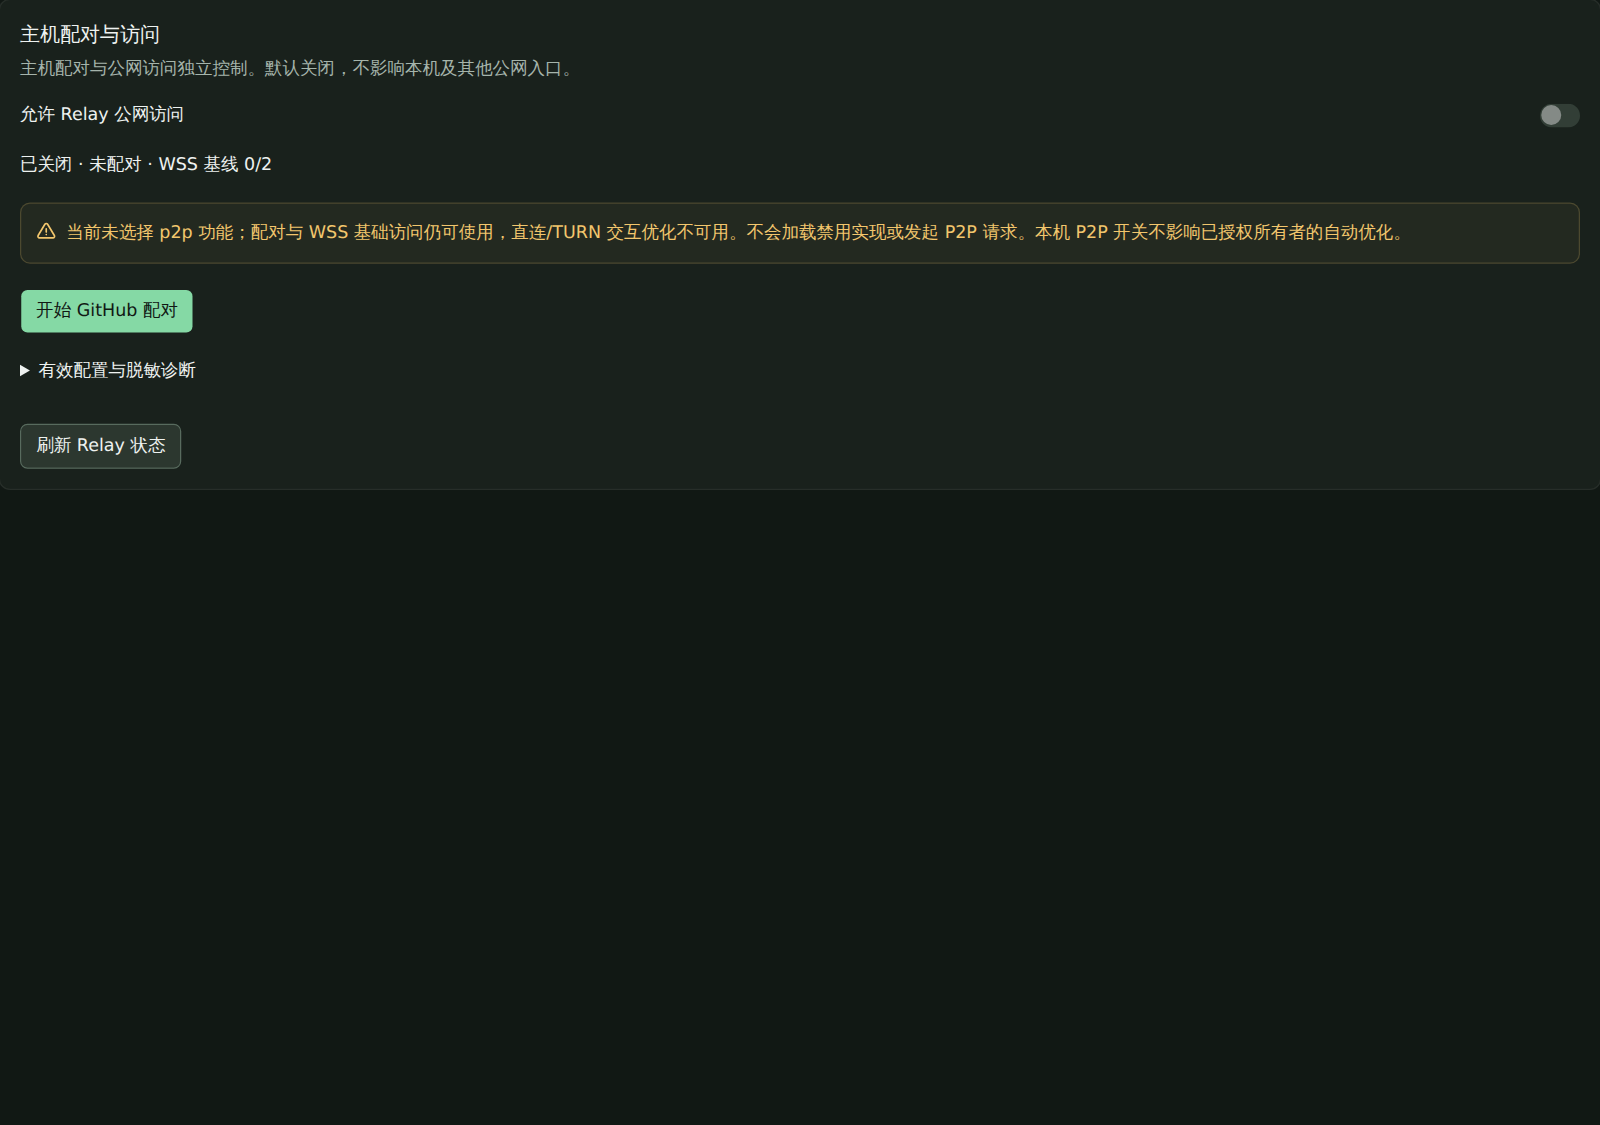 主机配对与访问
主机配对与公网访问独立控制。默认关闭，不影响本机及其他公网入口。
允许 Relay 公网访问
已关闭 · 未配对 · WSS 基线 0/2
当前未选择 p2p 功能；配对与 WSS 基础访问仍可使用，直连/TURN 交互优化不可用。不会加载禁用实现或发起 P2P 请求。本机 P2P 开关不影响已授权所有者的自动优化。
开始 GitHub 配对
有效配置与脱敏诊断
刷新 Relay 状态